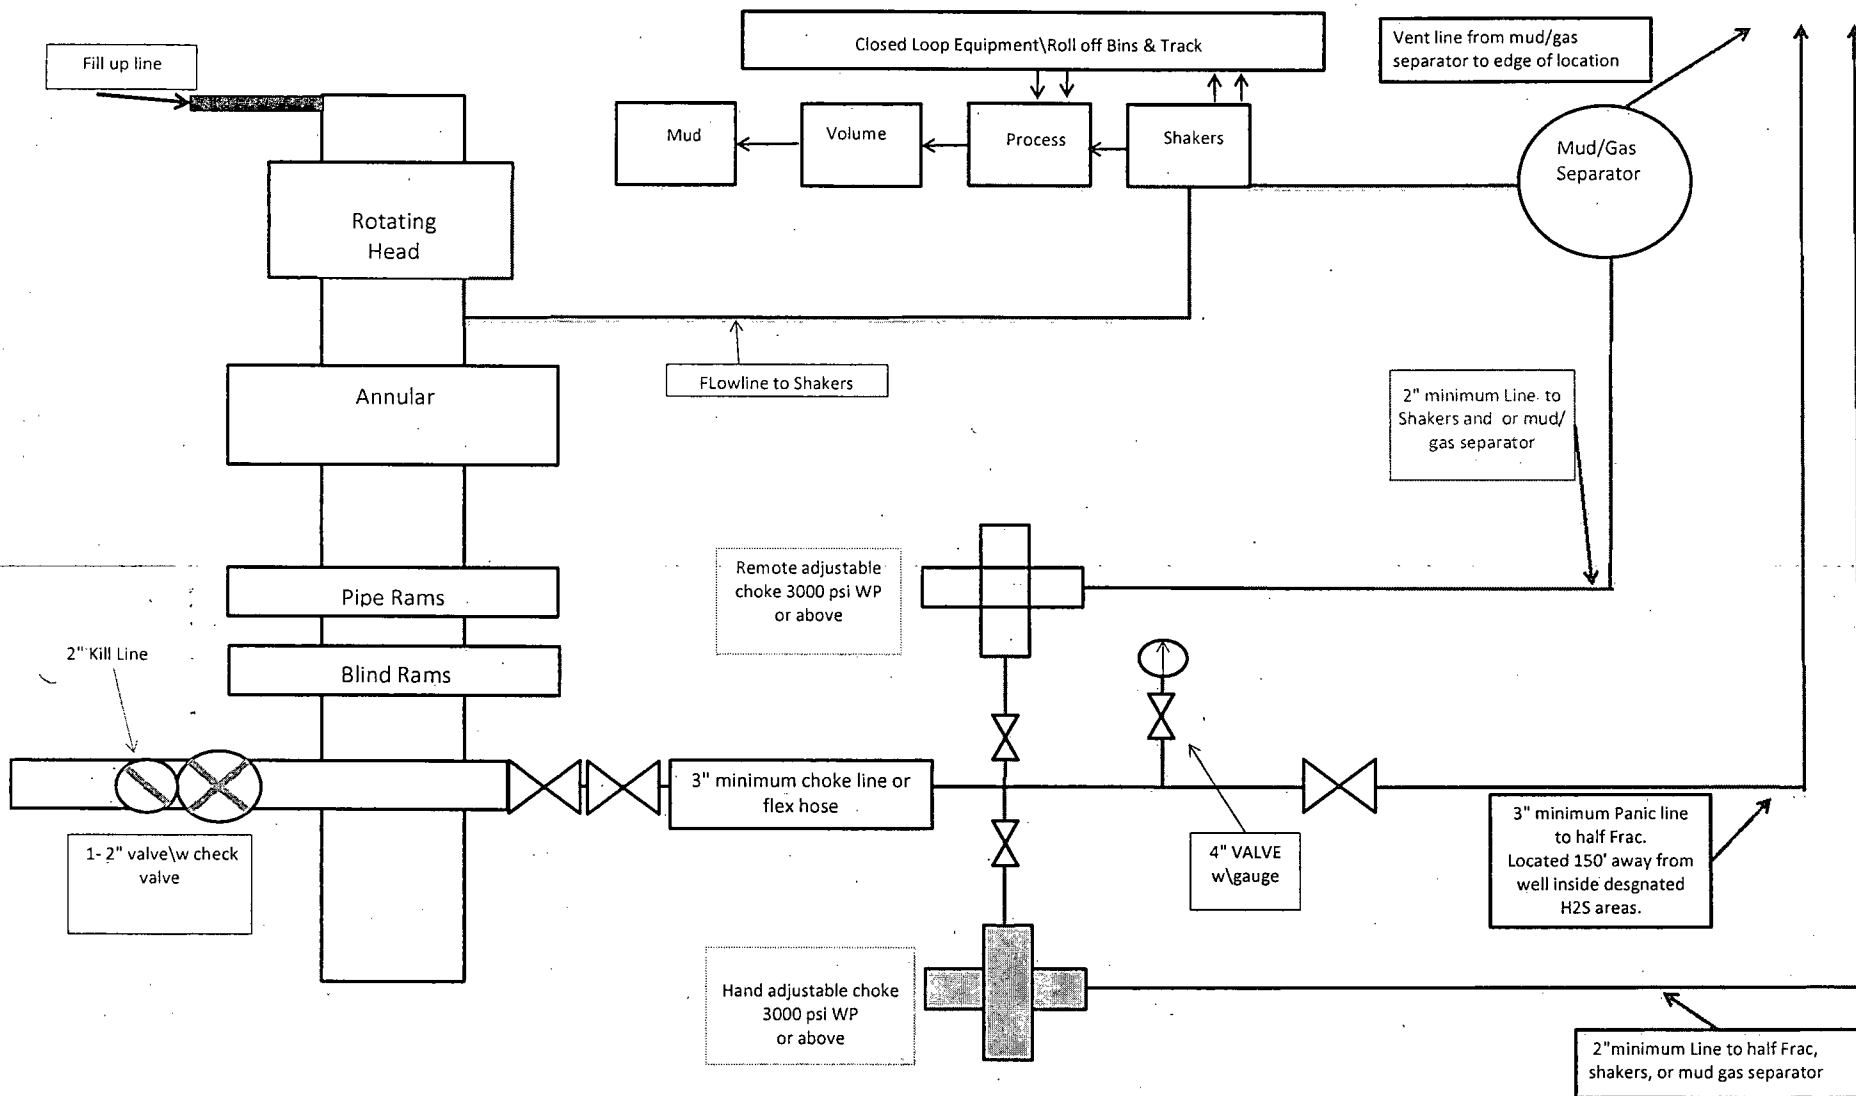 Closed Loop Equipment\Roll off Bins & Track
Vent line from mud/gas
separator to edge of location
Fill up line
Mud
Volume
Process
Shakers
Mud/Gas
Separator
Rotating
Head
FLowline to Shakers
Annular
2" minimum Line to
Shakers and or mud/
gas separator
Remote adjustable
choke 3000 psi WP
or above
Pipe Rams
2" Kill Line
Blind Rams
3" minimum choke line or
flex hose
1- 2" valve\w check
valve
4" VALVE
w\gauge
3" minimum Panic line
to half Frac.
Located 150' away from
well inside desgnated
H2S areas.
Hand adjustable choke
3000 psi WP
or above
2"minimum Line to half Frac,
shakers, or mud gas separator